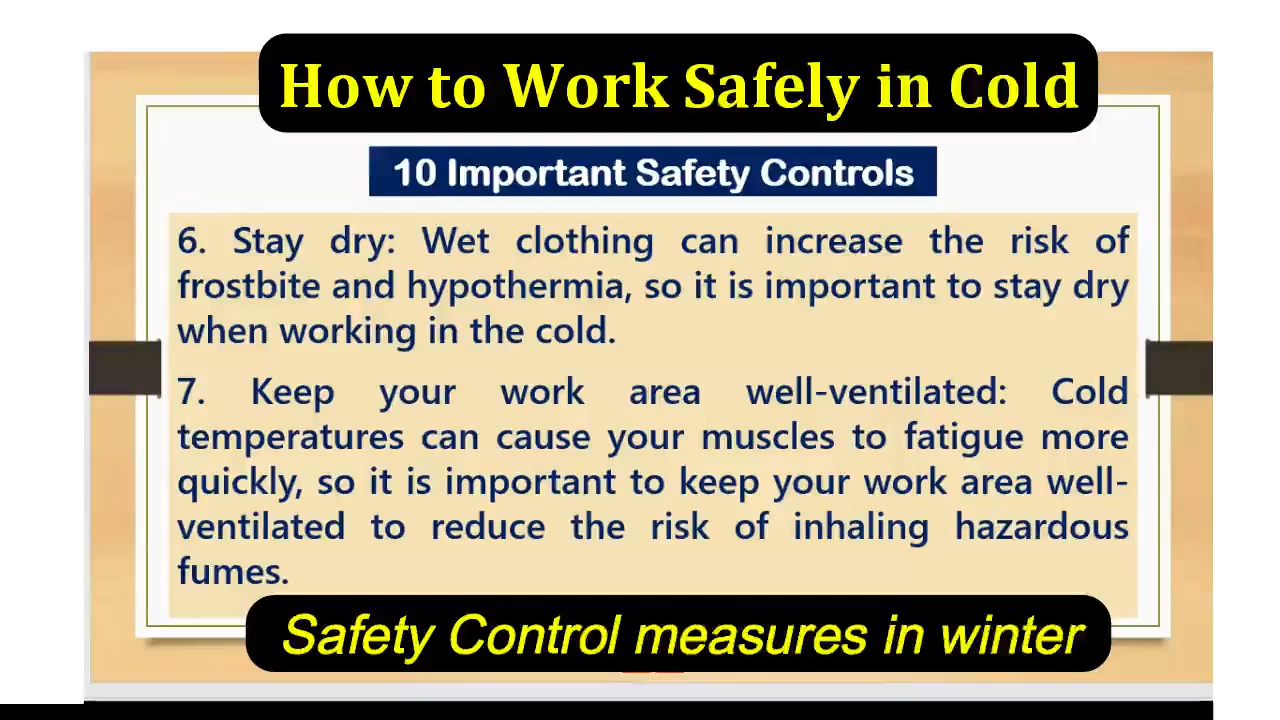 How to Work Safely in Cold
10 Important Safety Controls
6. Stay dry: Wet clothing can increase the risk of
frostbite and hypothermia, so it is important to stay dry
when working in the cold.
7. Keep your work area well-ventilated: Cold
temperatures can cause your muscles to fatigue more
quickly, so it is important to keep your work area well-
ventilated to reduce the risk of inhaling hazardous
fumes.
Safety Control measures in winter